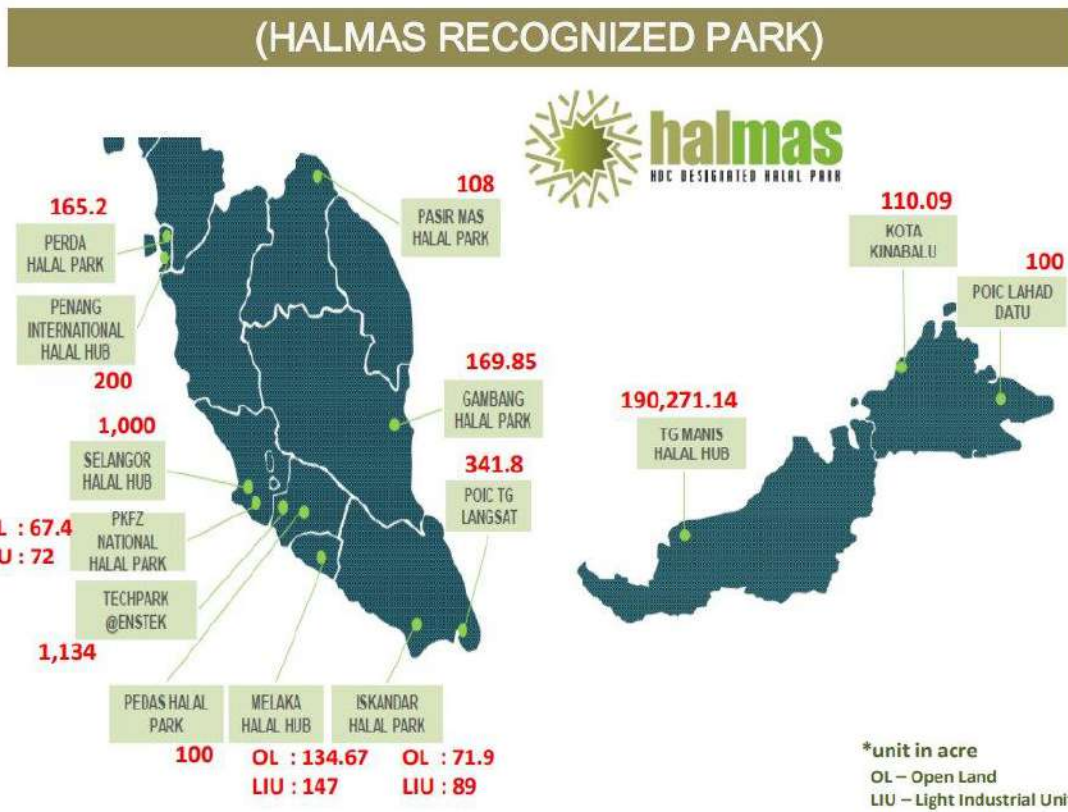 (HALMAS RECOGNIZED PARK)
halmas
HDC DESIGNATED HALAL PARK
165.2
PERDA
HALAL PARK
PENANG
INTERNATIONAL
HALAL HUB
200
108
PASIR MAS
HALAL PARK
169.85
GAMBANG
HALAL PARK
1,000
SELANGOR
HALAL HUB
341.8
POIC TG
LANGSAT
L : 67.4
U : 72
PKFZ
NATIONAL
HALAL PARK
TECHPARK
@ENSTEK
1,134
PEDAS HALAL
PARK
100
MELAKA
HALAL HUB
OL : 134.67
LIU : 147
ISKANDAR
HALAL PARK
OL : 71.9
LIU : 89
110.09
KOTA
KINABALU
100
POIC LAHAD
DATU
190,271.14
TG MANIS
HALAL HUB
*unit in acre
OL – Open Land
LIU – Light Industrial Uni